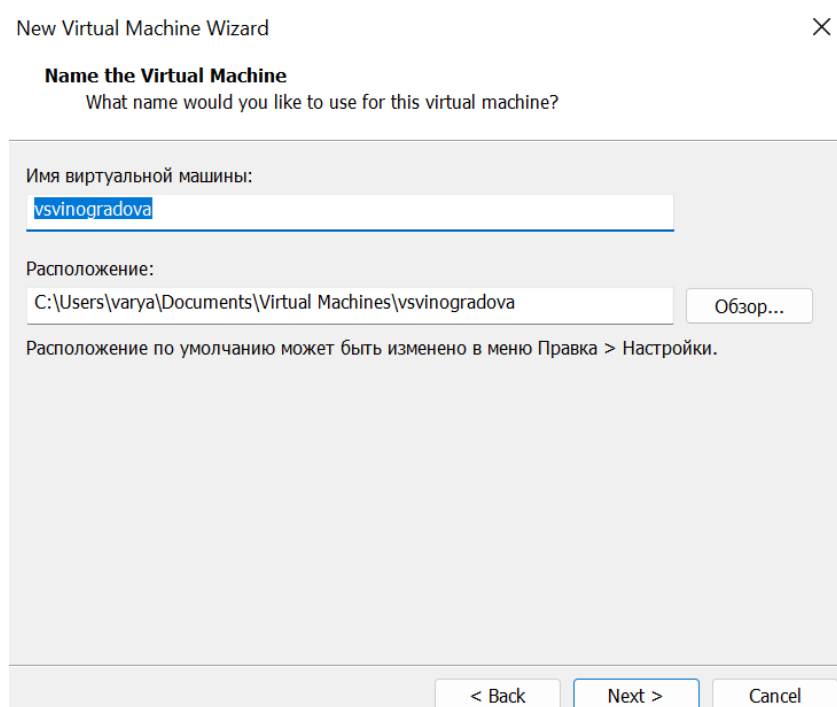 New Virtual Machine Wizard
Name the Virtual Machine
What name would you like to use for this virtual machine?
Имя виртуальной машины:
vsvinogradova
Расположение:
C:\Users\varya\Documents\Virtual Machines\vsvinogradova
Обзор...
Расположение по умолчанию может быть изменено в меню Правка > Настройки.
< Back Next > Cancel